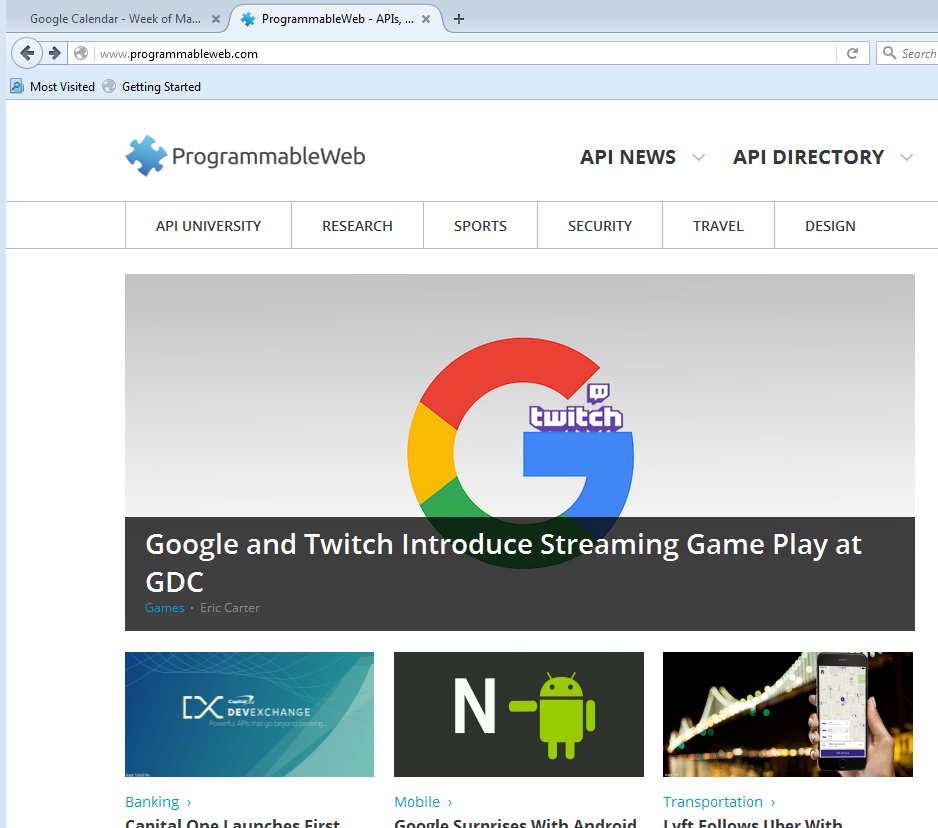 Google Calendar - Week of Ma...
ProgrammableWeb - APIs, ...
www.programmableweb.com
Search
Most Visited
Getting Started
ProgrammableWeb
API NEWS
API DIRECTORY
API UNIVERSITY
RESEARCH
SPORTS
SECURITY
TRAVEL
DESIGN
twitch
Google and Twitch Introduce Streaming Game Play at
GDC
Games • Eric Carter
Capital One
DEVEXCHANGE
Powerful APIs that go beyond banking.
N
Banking ›
Mobile ›
Transportation ›
Capital One Launches First
Google Surprises With Android
Lyft Follows Uber With